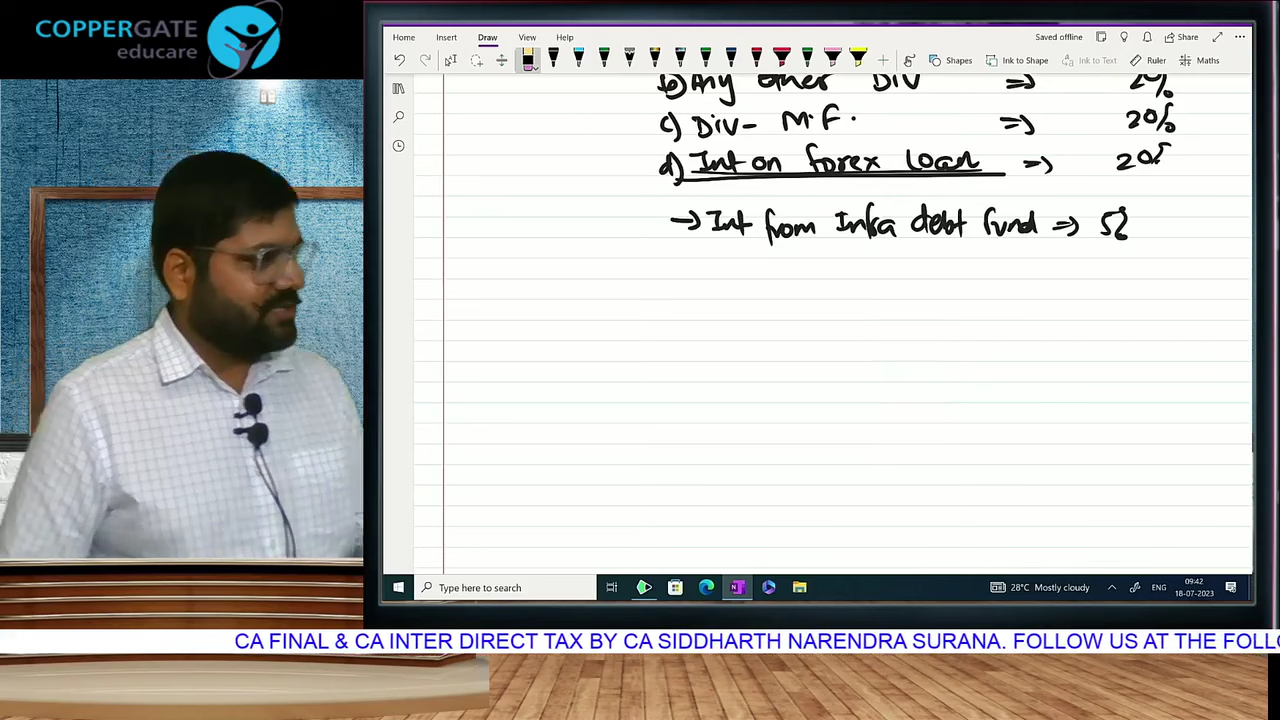 COPPERGATE
educare
Home Insert Draw View Help
Saved offline
Share
Shapes Ink to Shape Ink to Text Ruler Maths
b) Any other DIV => 20%
c) DIV- M.F. => 20%
d) Int on forex loan => 20%
-> Int from Infra debt fund => 5%
Type here to search
28°C Mostly cloudy
ENG
09:42
18-07-2023
CA FINAL & CA INTER DIRECT TAX BY CA SIDDHARTH NARENDRA SURANA. FOLLOW US AT THE FOLLO